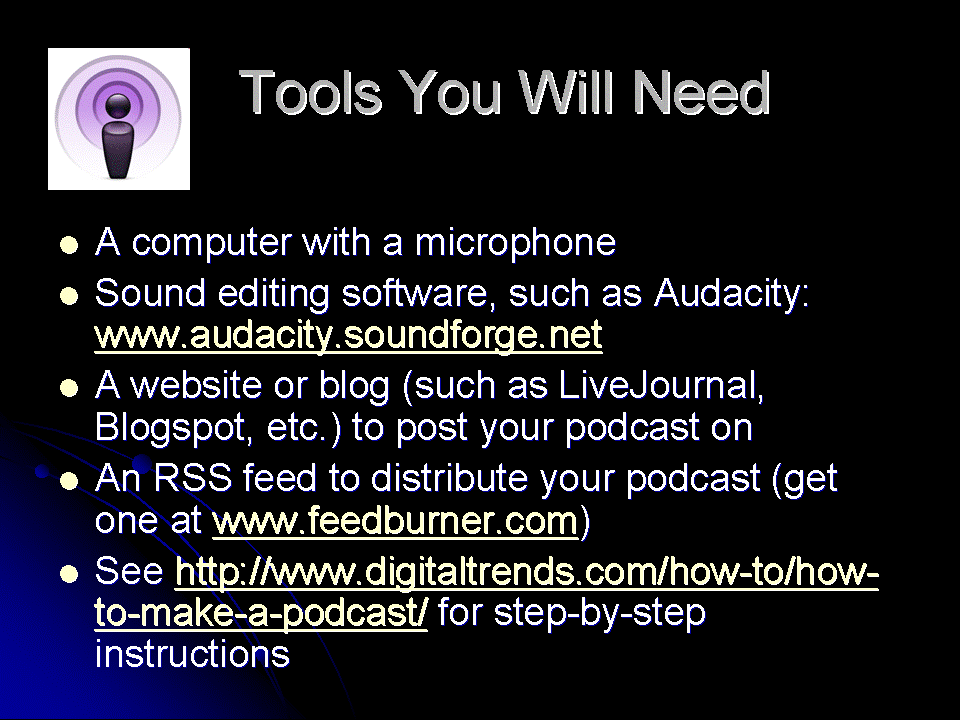 Tools You Will Need
A computer with a microphone
Sound editing software, such as Audacity:
www.audacity.soundforge.net
A website or blog (such as LiveJournal,
Blogspot, etc.) to post your podcast on
An RSS feed to distribute your podcast (get
one at www.feedburner.com)
See http://www.digitaltrends.com/how-to/how-
to-make-a-podcast/ for step-by-step
instructions